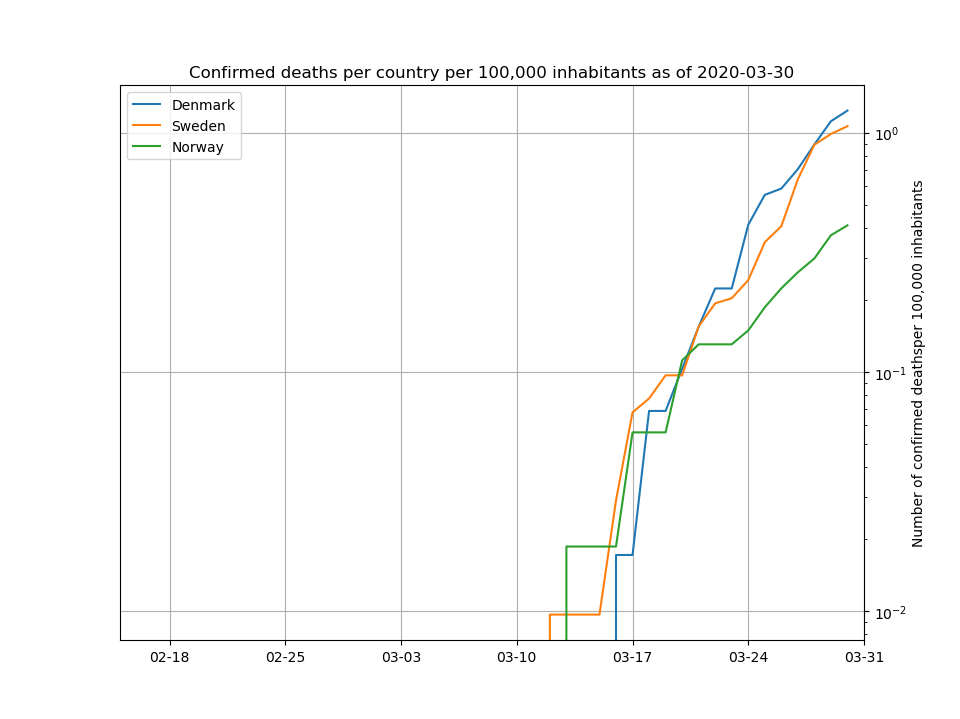 Confirmed deaths per country per 100,000 inhabitants as of 2020-03-30
Denmark
Sweden
Norway
10⁰
10⁻¹
10⁻²
Number of confirmed deathsper 100,000 inhabitants
02-18
02-25
03-03
03-10
03-17
03-24
03-31